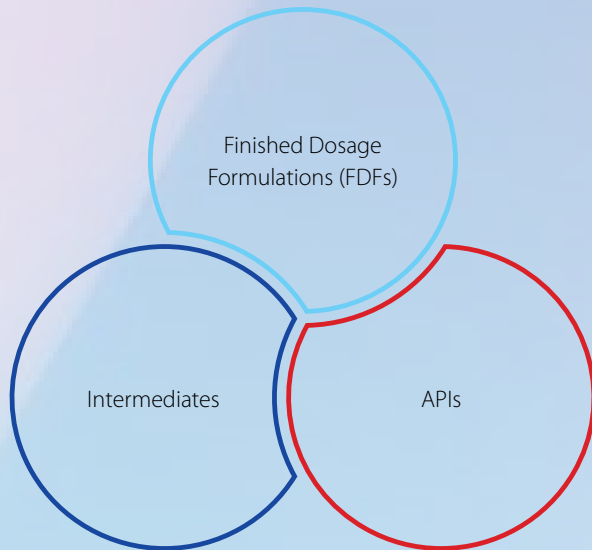 Finished Dosage
Formulations (FDFs)
Intermediates
APIs